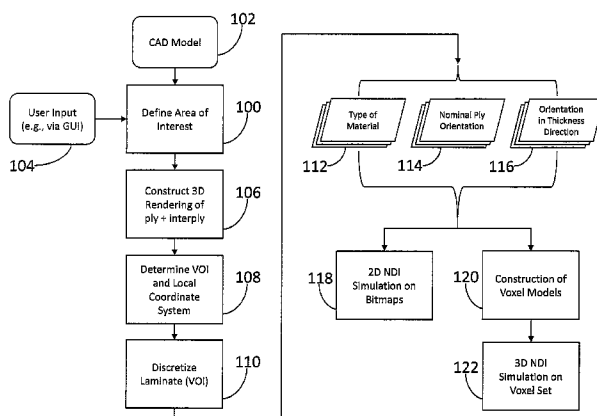 CAD Model
102
User Input
(e.g., via GUI)
104
Define Area of
Interest
100
Construct 3D
Rendering of
ply + interply
106
Determine VOI
and Local
Coordinate
System
108
Discretize
Laminate (VOI)
110
Type of
Material
112
Nominal Ply
Orientation
114
Orientation
in Thickness
Direction
116
2D NDI
Simulation on
Bitmaps
118
Construction of
Voxel Models
120
3D NDI
Simulation on
Voxel Set
122